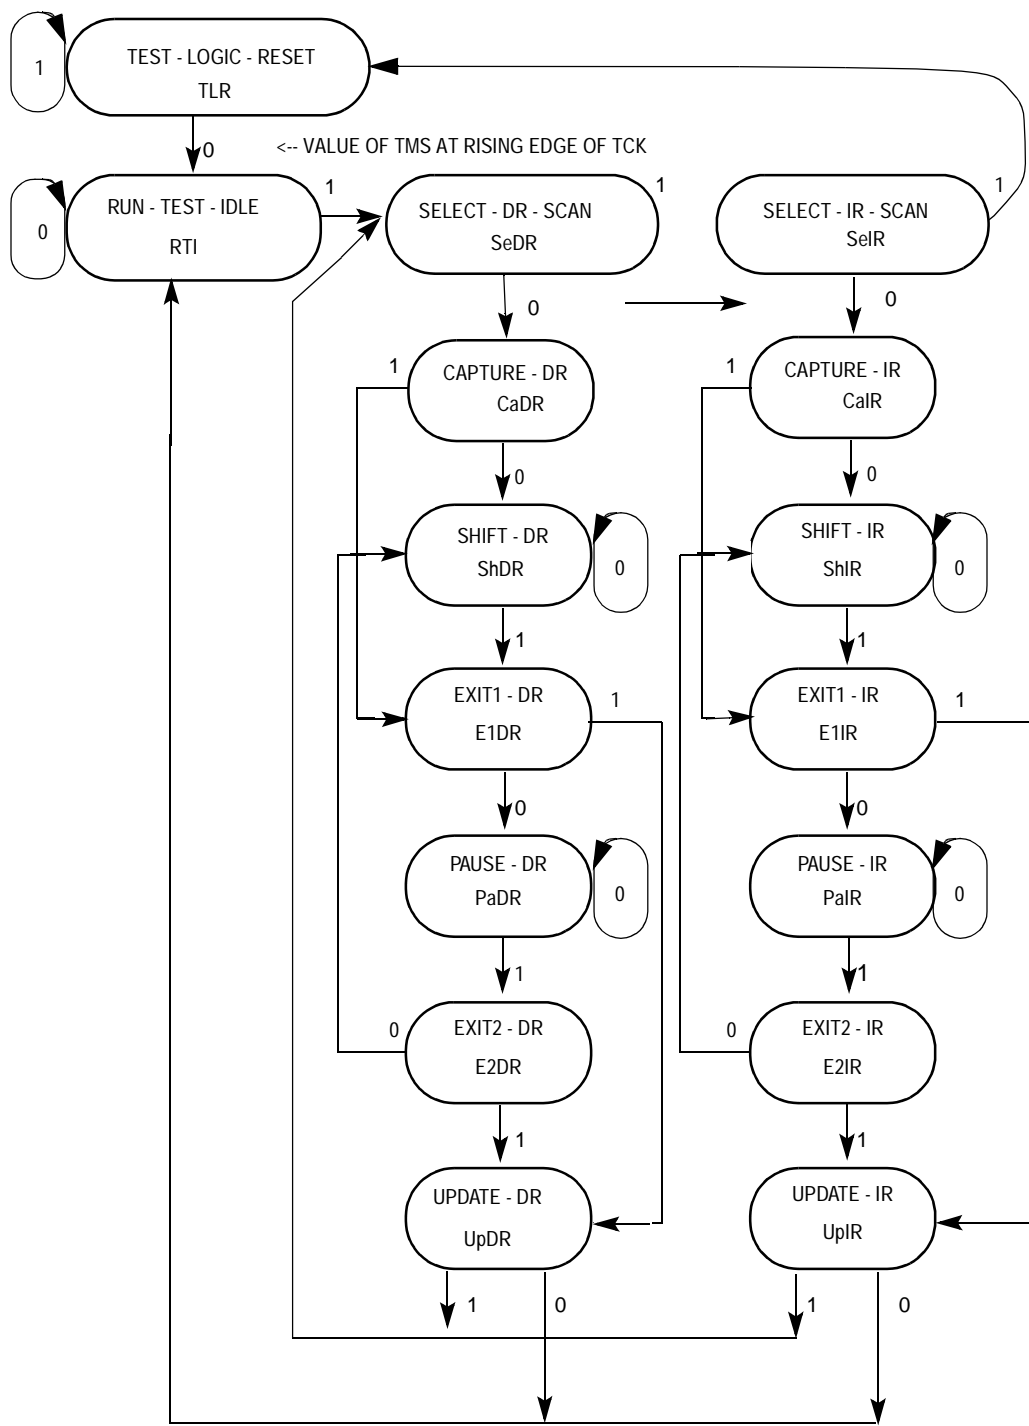 TEST - LOGIC - RESET
TLR
1
0
<-- VALUE OF TMS AT RISING EDGE OF TCK
RUN - TEST - IDLE
RTI
0
1
SELECT - DR - SCAN
SeDR
1
SELECT - IR - SCAN
SeIR
1
0
0
1
CAPTURE - DR
CaDR
1
CAPTURE - IR
CaIR
0
0
SHIFT - DR
ShDR
0
SHIFT - IR
ShIR
0
1
1
EXIT1 - DR
E1DR
1
EXIT1 - IR
E1IR
1
0
0
PAUSE - DR
PaDR
0
PAUSE - IR
PaIR
0
1
1
0
EXIT2 - DR
E2DR
0
EXIT2 - IR
E2IR
1
1
UPDATE - DR
UpDR
UPDATE - IR
UpIR
1
0
1
0